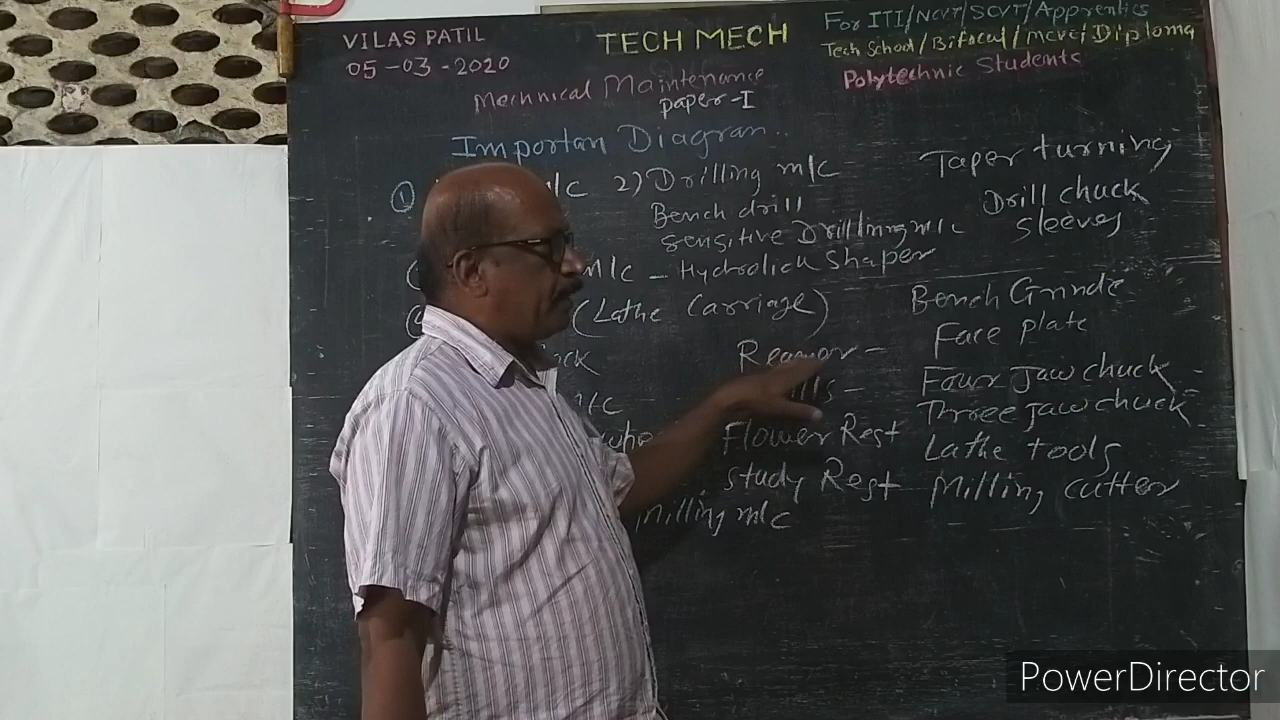 VILAS PATIL
05-03-2020
TECH MECH
For ITI/NCVT/SCVT/Apprentics
Tech School/Bifocal/MCVC/Diploma
Polytechnic Students
Mechnical Maintenance
paper-I
Importan Diagram..
① m/c 2) Drilling m/c
Bench drill
sensitive Drillinng m/c
m/c - Hydrolick shaper
(Lathe Carriage)
m/c
Reamor -
Flower Rest
study Rest
milling m/c
Taper turning
Drill chuck
sleeves
Bench Grinde
Face plate
Four Jaw chuck -
Three jaw chuck
Lathe tools
Milling cutter
PowerDirector